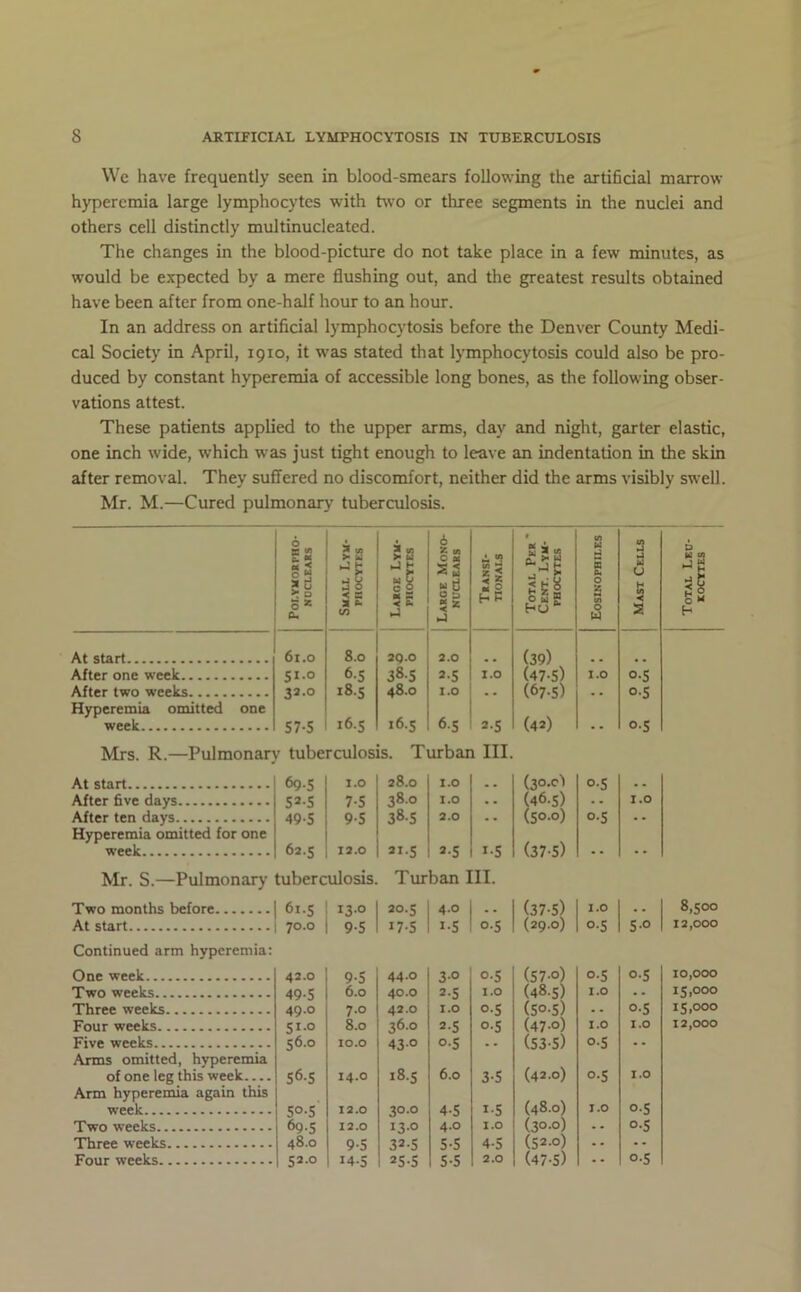 8 ARTIFICIAL LYMPHOCYTOSIS IN TUBERCULOSIS
We have frequently seen in blood-smears following the artificial marrow
hyperemia large lymphocytes with two or three segments in the nuclei and
others cell distinctly multinucleated.
The changes in the blood-picture do not take place in a few minutes, as
would be expected by a mere flushing out, and the greatest results obtained
have been after from one-half hour to an hour.
In an address on artificial lymphocytosis before the Denver County Medi-
cal Society in April, 1910, it was stated that lymphocytosis could also be pro-
duced by constant hyperemia of accessible long bones, as the following obser-
vations attest.
These patients applied to the upper arms, day and night, garter elastic,
one inch wide, which was just tight enough to leave an indentation in the skin
after removal. They suffered no discomfort, neither did the arms visibly swell.
Mr. M.—Cured pulmonary tuberculosis.
POLYMORPHO-NUCLEARS SMALL LYM-PHOCYTES LARGE LYM-PHOCYTES LARGE MONO-NUCLEARS TRANSI-TIONALS TOTAL PER CENT. LYM-PHOCYTES EOSINOPHILES MAST CELLS TOTAL LEU-KOCYTES
At start 61.0 8.0 29.0 2.0 .. (39) .. ..
After one week 51.0 6.5 38.5 2.5 1.0 (47.5) 1.0 0.5
After two weeks 32.0 18.5 48.0 1.0 .. (67.5) .. 0.5
Hyperemia omitted one
week 57.5 16.5 16.5 6.5 2.5 (42) .. 0.5
Mrs. R.—Pulmonary tuberculosis. Turban III.
At start 69.5 1.0 28.0 1.0 .. (30.0) 0.5 ..
After five days 52.5 7.5 38.0 1.0 .. (46.5) .. 1.0
After ten days 49.5 9.5 38.5 2.0 .. (50.0) 0.5 ..
Hyperemia omitted for one
week 62.5 12.0 21.5 2.5 1.5 (37.5) .. ..
Mr. S.—Pulmonary tuberculosis. Turban III.
Two months before 61.5 13.0 20.5 4.0 .. (37.5) 1.0 .. 8,500
At start 70.0 9.5 17.5 1.5 0.5 (29.0) 0.5 5.0 12,000
Continued arm hyperemia:
One week 42.0 9.5 44.0 3.0 0.5 (57.0) 0.5 0.5 10,000
Two weeks 49.5 6.0 40.0 2.5 1.0 (48.5) 1.0 .. 15,000
Three weeks 49.0 7.0 42.0 1.0 0.5 (50.5) .. 0.5 15,000
Four weeks 51.0 8.0 36.0 2.5 0.5 (47.0) 1.0 1.0 12,000
Five weeks 56.0 10.0 43.0 0.5 .. (53.5) 0.5 ..
Arms omitted, hyperemia
of one leg this week.... 56.5 14.0 18.5 6.0 3.5 (42.0) 0.5 1.0
Arm hyperemia again this
week 50.5 12.0 30.0 4.5 1.5 (48.0) 1.0 0.5
Two weeks 69.5 12.0 13.0 4.0 1.0 (30.0) .. 0.5
Three weeks 48.0 9.5 32.5 5.5 4.5 (52.0) .. ..
Four weeks 52.0 14.5 25.5 5.5 2.0 (47.5) .. 0.5